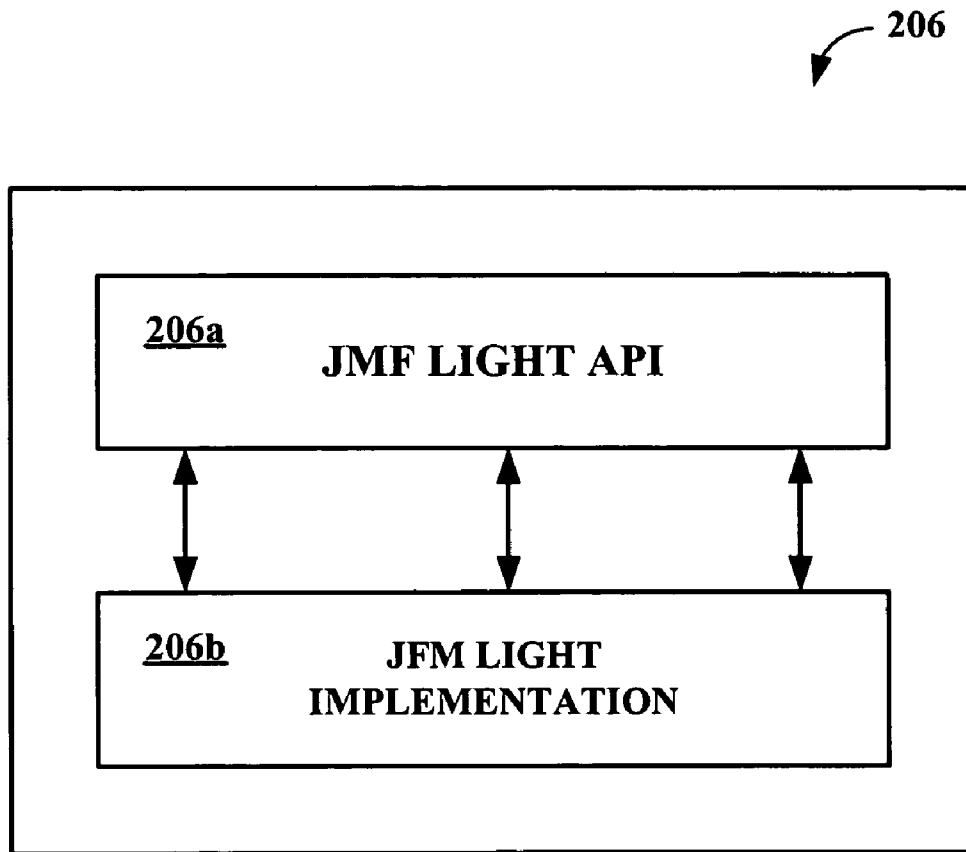 206
206a
JMF LIGHT API
206b
JFM LIGHT
IMPLEMENTATION